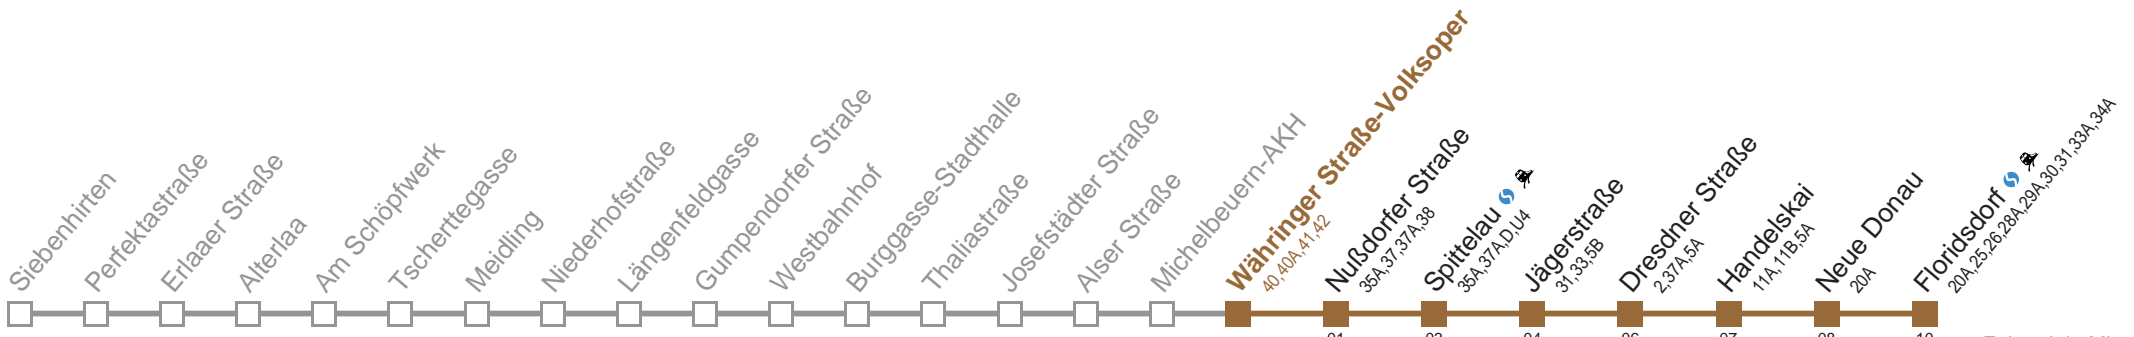 Siebenhirten
Perfektastraße
Erlaaer Straße
Alterlaa
Am Schöpfwerk
Tscherttegasse
Meidling
Niederhofstraße
Längenfeldgasse
Gumpendorfer Straße
Westbahnhof
Burggasse-Stadthalle
Thaliastraße
Josefstädter Straße
Alser Straße
Michelbeuern-AKH
Währinger Straße-Volksoper
40,40A,41,42
Nußdorfer Straße
35A,37,37A,38
Spittelau
35A,37A,D,U4
Jägerstraße
31,33,5B
Dresdner Straße
2,37A,5A
Handelskai
11A,11B,5A
Neue Donau
20A
Floridsdorf
20A,25,26,28A,29A,30,31,33A,34A